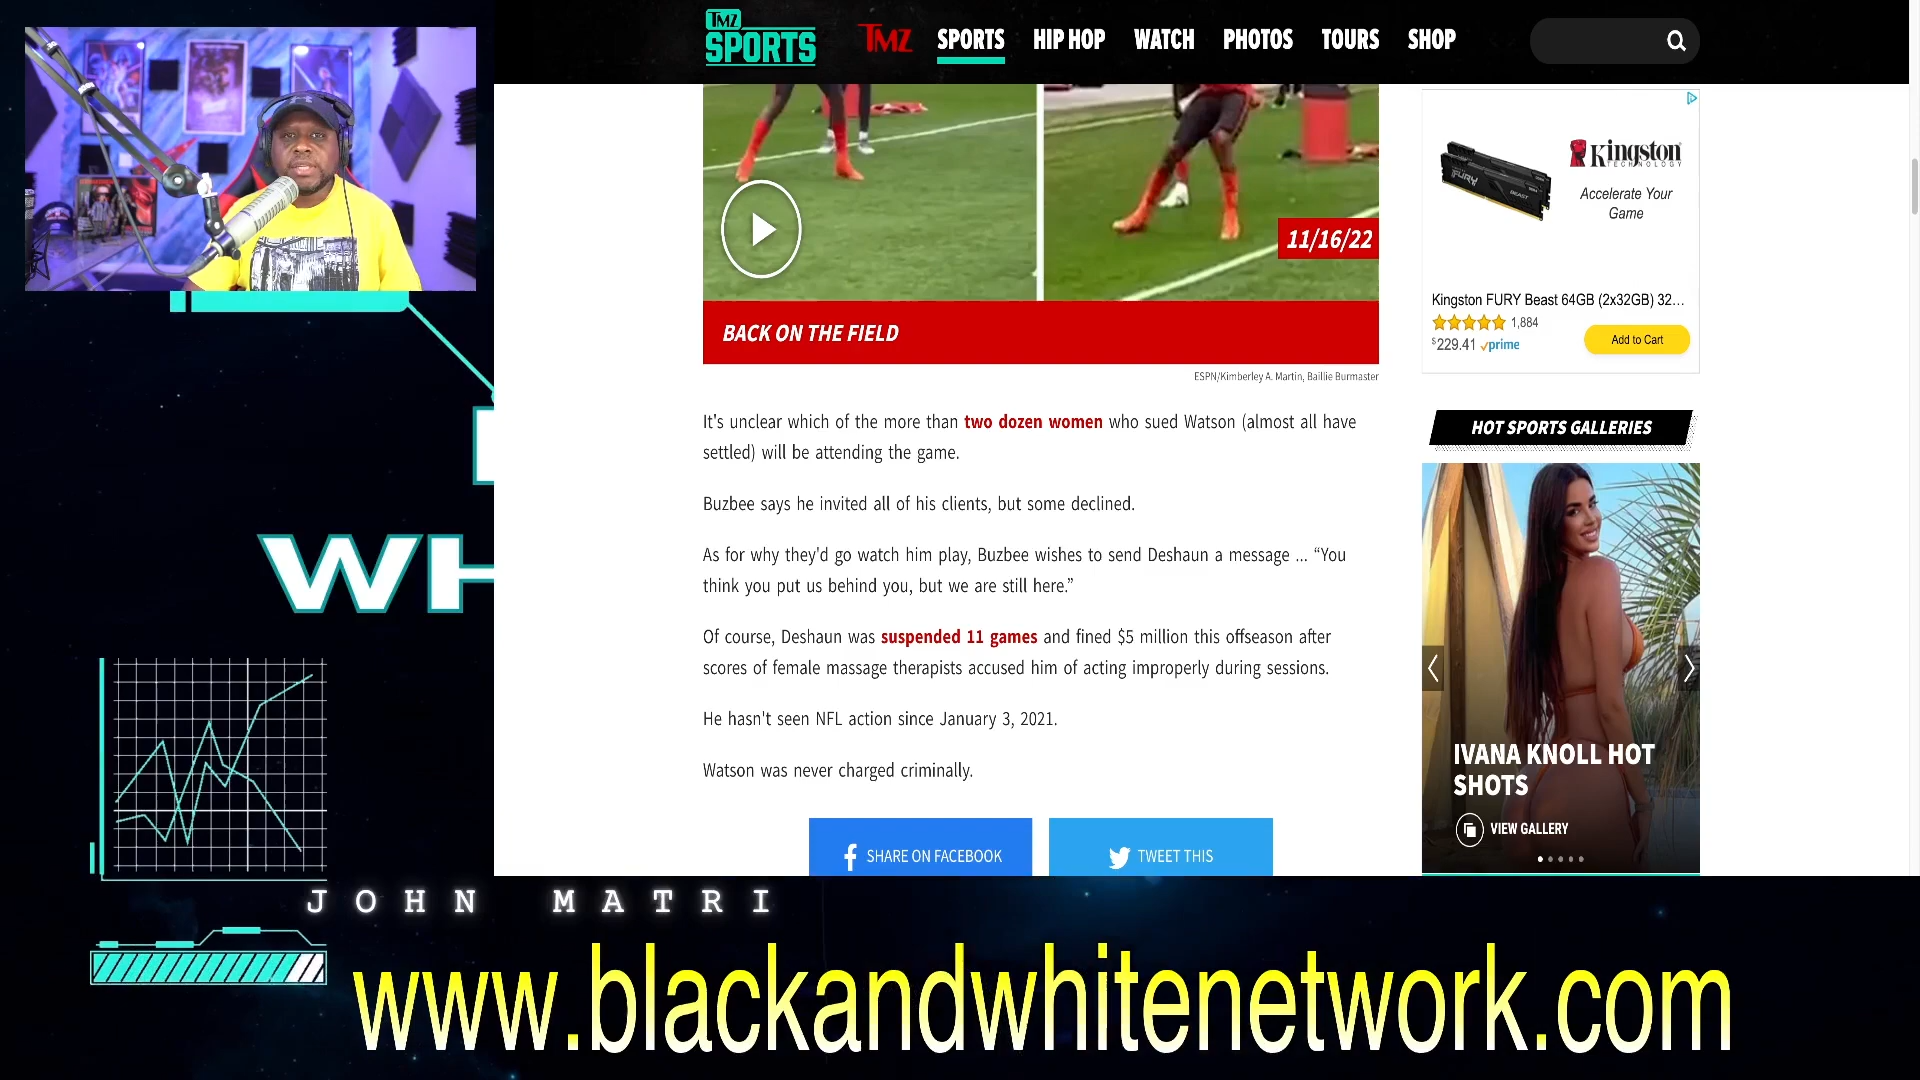 TMZ
SPORTS
TMZ
SPORTS
HIP HOP
WATCH
PHOTOS
TOURS
SHOP
11/16/22
BACK ON THE FIELD
ESPN/Kimberley A. Martin, Baillie Burmaster
It's unclear which of the more than two dozen women who sued Watson (almost all have
settled) will be attending the game.
Buzbee says he invited all of his clients, but some declined.
As for why they'd go watch him play, Buzbee wishes to send Deshaun a message ... “You
think you put us behind you, but we are still here.”
Of course, Deshaun was suspended 11 games and fined $5 million this offseason after
scores of female massage therapists accused him of acting improperly during sessions.
He hasn't seen NFL action since January 3, 2021.
Watson was never charged criminally.
SHARE ON FACEBOOK
TWEET THIS
Kingston
TECHNOLOGY
Accelerate Your
Game
FURY
BEAST
Kingston FURY Beast 64GB (2x32GB) 32...
1,884
$229.41 prime
Add to Cart
HOT SPORTS GALLERIES
IVANA KNOLL HOT
SHOTS
VIEW GALLERY
WH
JOHN MATRI
www.blackandwhitenetwork.com